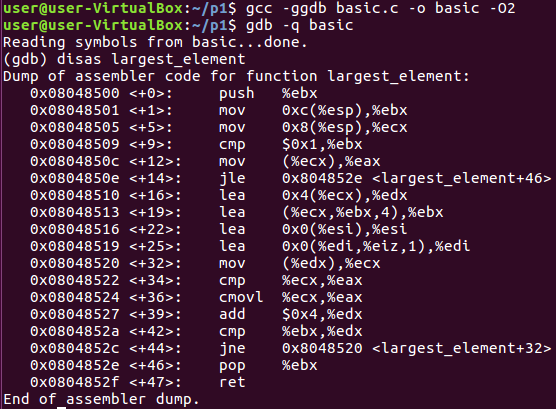 user@user-VirtualBox:~/p1$ gcc -ggdb basic.c -o basic -O2
user@user-VirtualBox:~/p1$ gdb -q basic
Reading symbols from basic...done.
(gdb) disas largest_element
Dump of assembler code for function largest_element:
   0x08048500 <+0>:     push   %ebx
   0x08048501 <+1>:     mov    0xc(%esp),%ebx
   0x08048505 <+5>:     mov    0x8(%esp),%ecx
   0x08048509 <+9>:     cmp    $0x1,%ebx
   0x0804850c <+12>:    mov    (%ecx),%eax
   0x0804850e <+14>:    jle    0x804852e <largest_element+46>
   0x08048510 <+16>:    lea    0x4(%ecx),%edx
   0x08048513 <+19>:    lea    (%ecx,%ebx,4),%ebx
   0x08048516 <+22>:    lea    0x0(%esi),%esi
   0x08048519 <+25>:    lea    0x0(%edi,%eiz,1),%edi
   0x08048520 <+32>:    mov    (%edx),%ecx
   0x08048522 <+34>:    cmp    %ecx,%eax
   0x08048524 <+36>:    cmovl  %ecx,%eax
   0x08048527 <+39>:    add    $0x4,%edx
   0x0804852a <+42>:    cmp    %ebx,%edx
   0x0804852c <+44>:    jne    0x8048520 <largest_element+32>
   0x0804852e <+46>:    pop    %ebx
   0x0804852f <+47>:    ret
End of assembler dump.